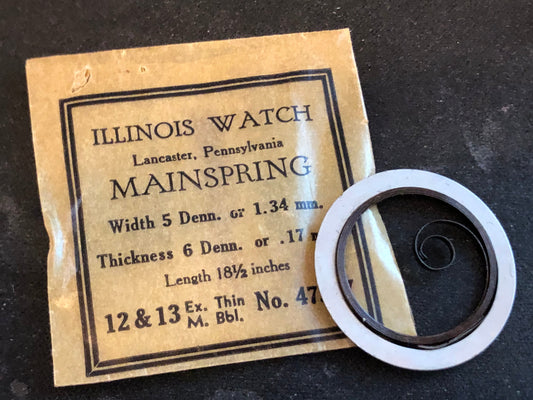 ILLINOIS WATCH
Lancaster, Pennsylvania
MAINSPRING
Width 5 Denn. or 1.34 mm.
Thickness 6 Denn. or .17
Length 18½ inches
12 & 13 Ex. Thin M. Bbl. No.